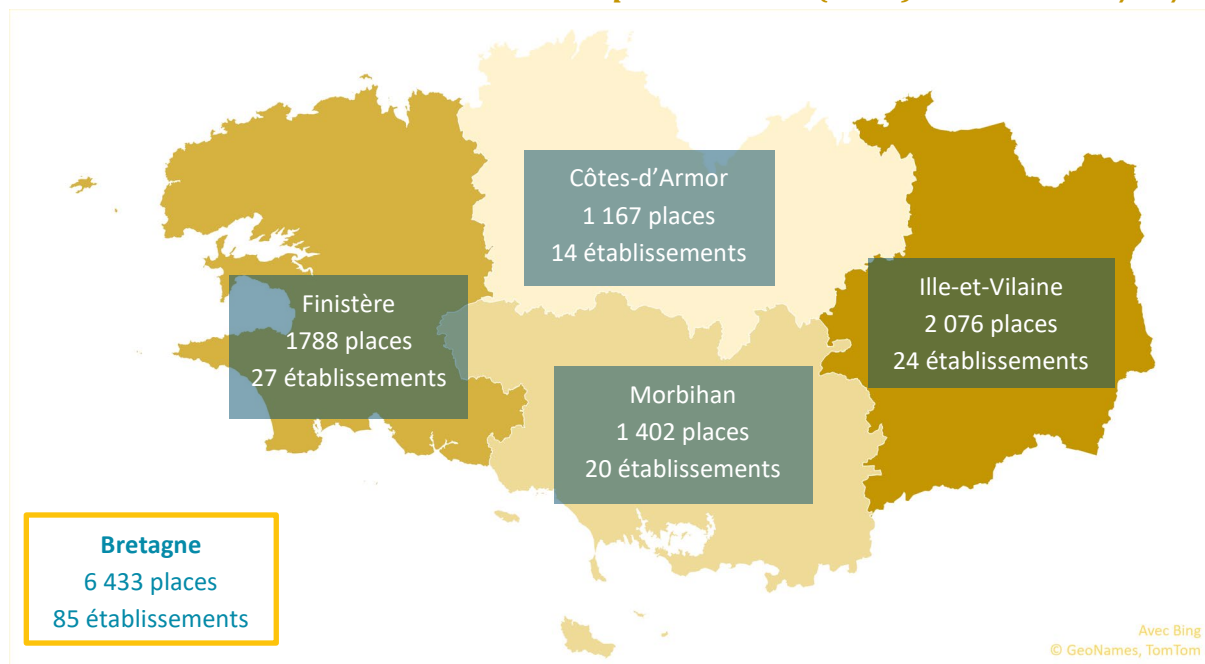 Côtes-d’Armor
1 167 places
14 établissements
Finistère
1788 places
27 établissements
Ille-et-Vilaine
2 076 places
24 établissements
Morbihan
1 402 places
20 établissements
Bretagne
6 433 places
85 établissements
Avec Bing
© GeoNames, TomTom